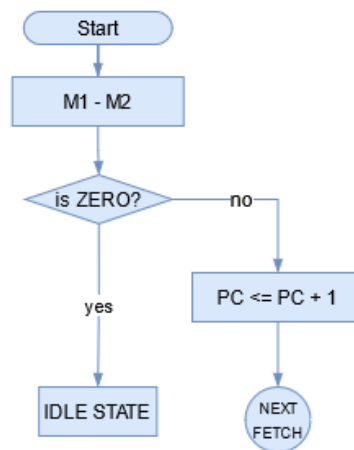 Start
M1 - M2
is ZERO?
no
yes
PC <= PC + 1
IDLE STATE
NEXT
FETCH